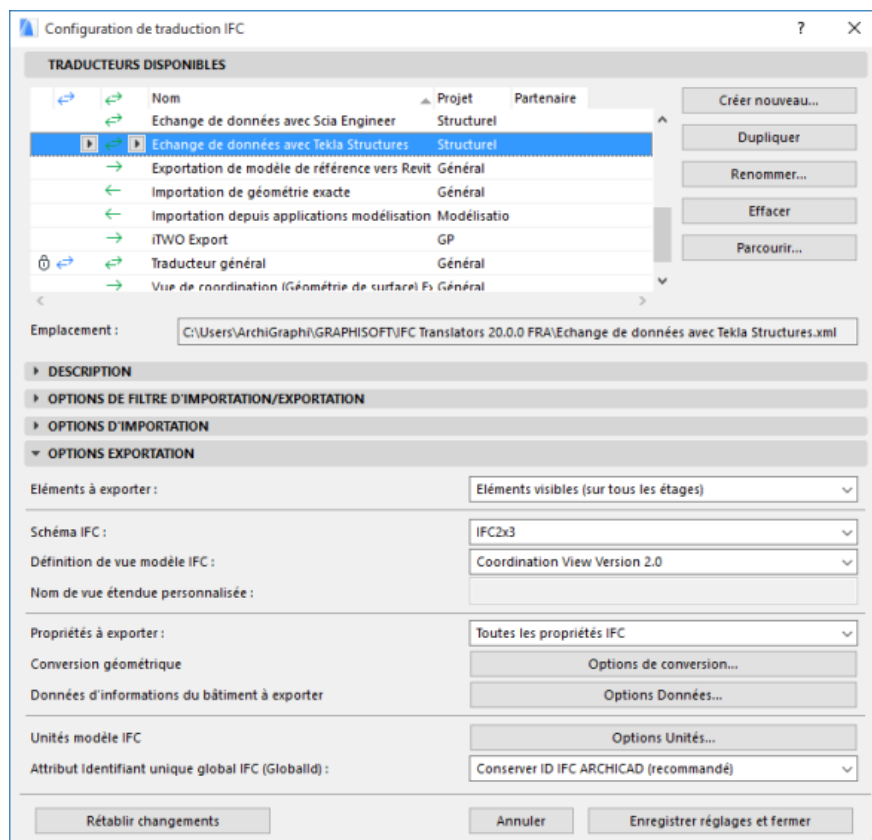 Configuration de traduction IFC
TRADUCTEURS DISPONIBLES
Nom Projet Partenaire
Echange de données avec Scia Engineer Structurel
Echange de données avec Tekla Structures Structurel
Exportation de modèle de référence vers Revit Général
Importation de géométrie exacte Général
Importation depuis applications modélisation Modélisatio
iTWO Export GP
Traducteur général Général
Vue de coordination (Géométrie de surface) Ex Général
Créer nouveau...
Dupliquer
Renommer...
Effacer
Parcourir...
Emplacement : C:\Users\ArchiGraphi\GRAPHISOFT\IFC Translators 20.0.0 FRA\Echange de données avec Tekla Structures.xml
DESCRIPTION
OPTIONS DE FILTRE D'IMPORTATION/EXPORTATION
OPTIONS D'IMPORTATION
OPTIONS EXPORTATION
Eléments à exporter : Eléments visibles (sur tous les étages)
Schéma IFC : IFC2x3
Définition de vue modèle IFC : Coordination View Version 2.0
Nom de vue étendue personnalisée :
Propriétés à exporter : Toutes les propriétés IFC
Conversion géométrique Options de conversion...
Données d'informations du bâtiment à exporter Options Données...
Unités modèle IFC Options Unités...
Attribut Identifiant unique global IFC (GlobalId) : Conserver ID IFC ARCHICAD (recommandé)
Rétablir changements Annuler Enregistrer réglages et fermer